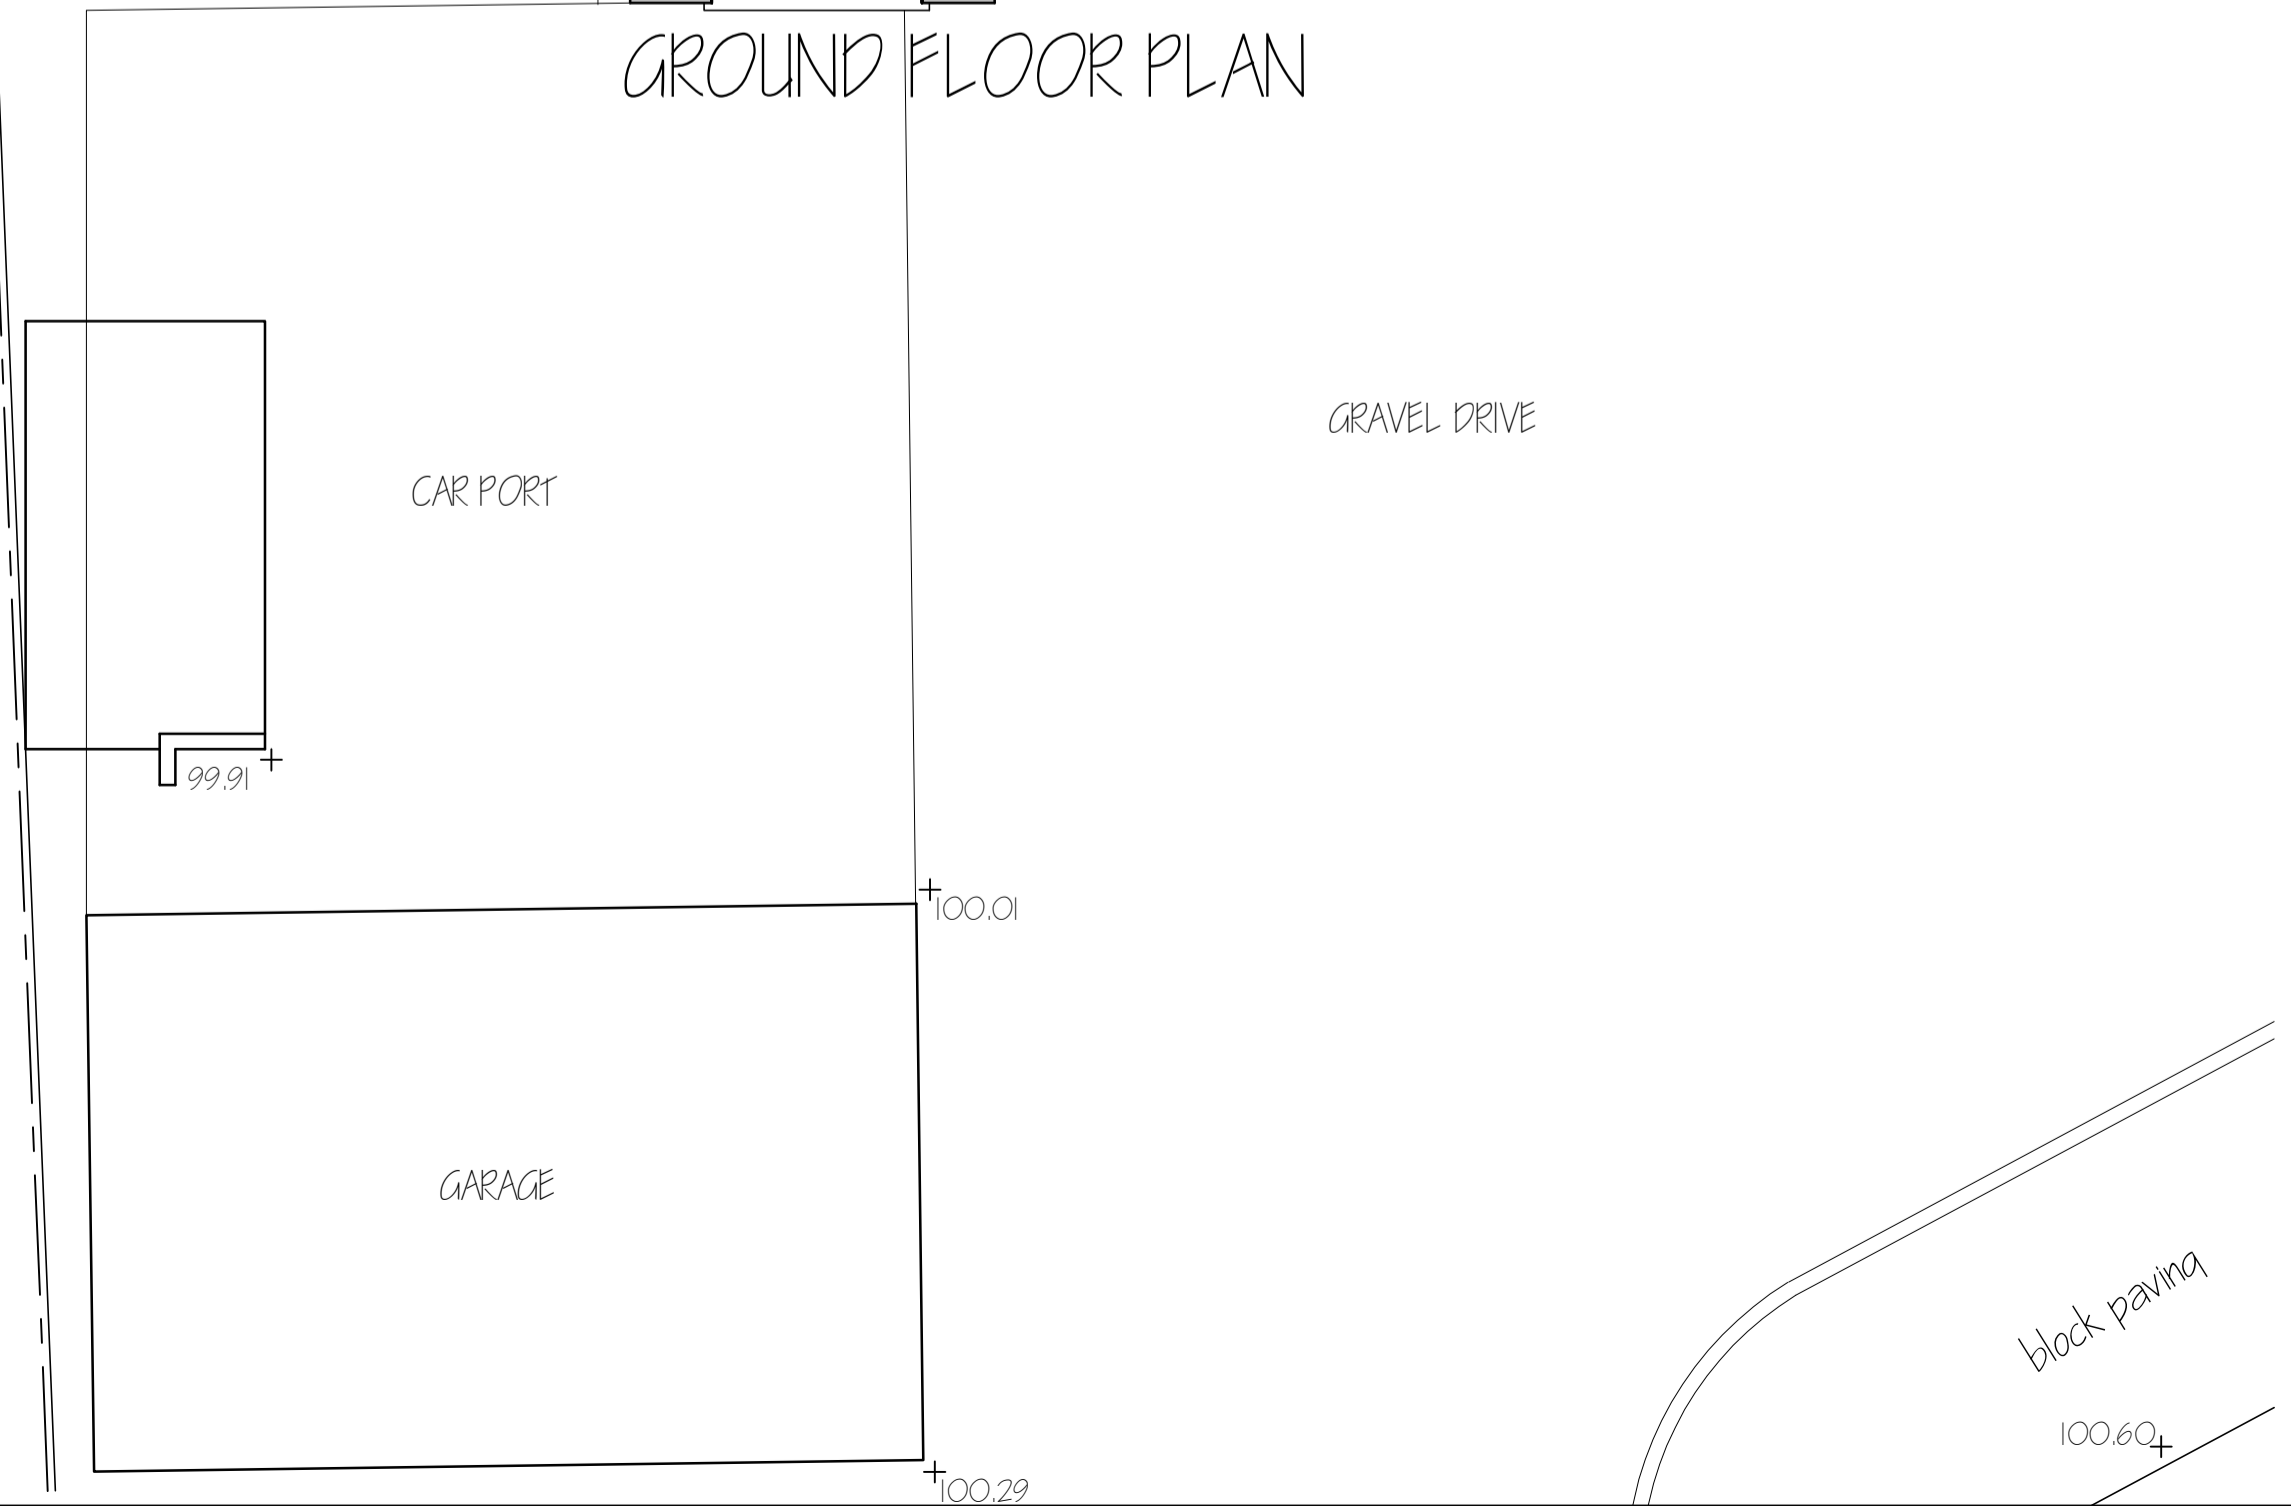 GROUND FLOOR PLAN
GRAVEL DRIVE
CAR PORT
99.91
100.01
GARAGE
block paving
100.60
100.29